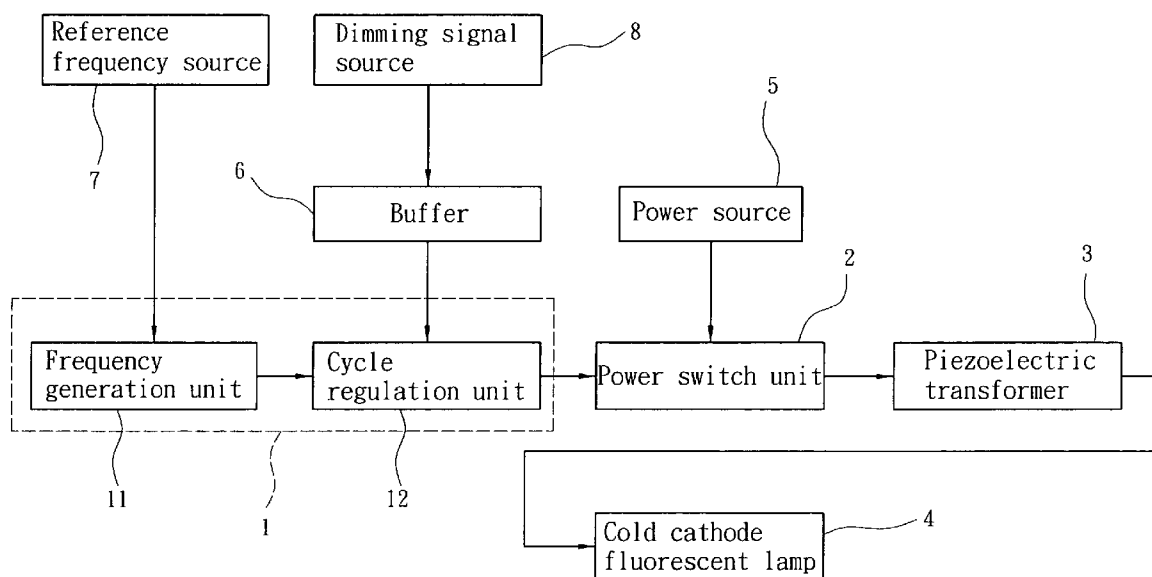 Reference
frequency source
Dimming signal
source
8
5
7
6
Buffer
Power source
2
3
Frequency
generation unit
Cycle
regulation unit
Power switch unit
Piezoelectric
transformer
11
1
12
Cold cathode
fluorescent lamp
4